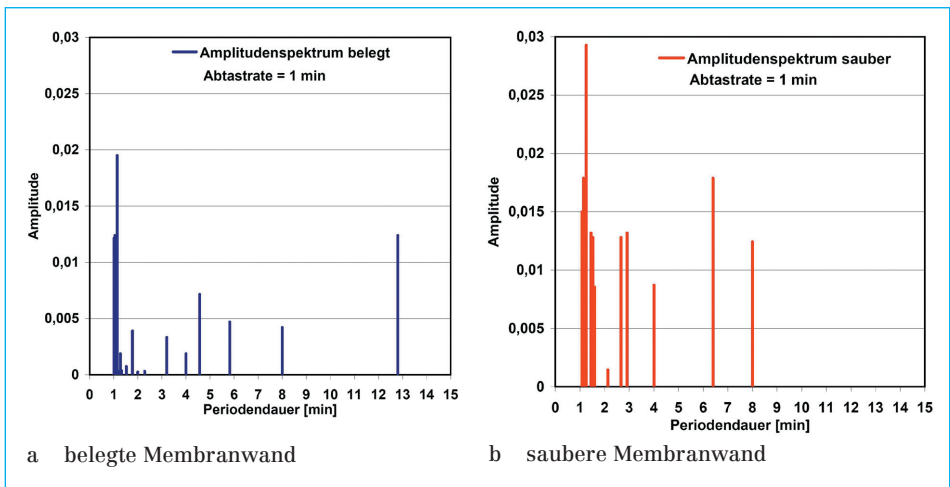 0,03
0,025
0,02
0,015
0,01
0,005
0
Amplitude
Amplitudenspektrum belegt
Abtastrate = 1 min
0 1 2 3 4 5 6 7 8 9 10 11 12 13 14 15
Periodendauer [min]
a belegte Membranwand
0,03
0,025
0,02
0,015
0,01
0,005
0
Amplitude
Amplitudenspektrum sauber
Abtastrate = 1 min
0 1 2 3 4 5 6 7 8 9 10 11 12 13 14 15
Periodendauer [min]
b saubere Membranwand